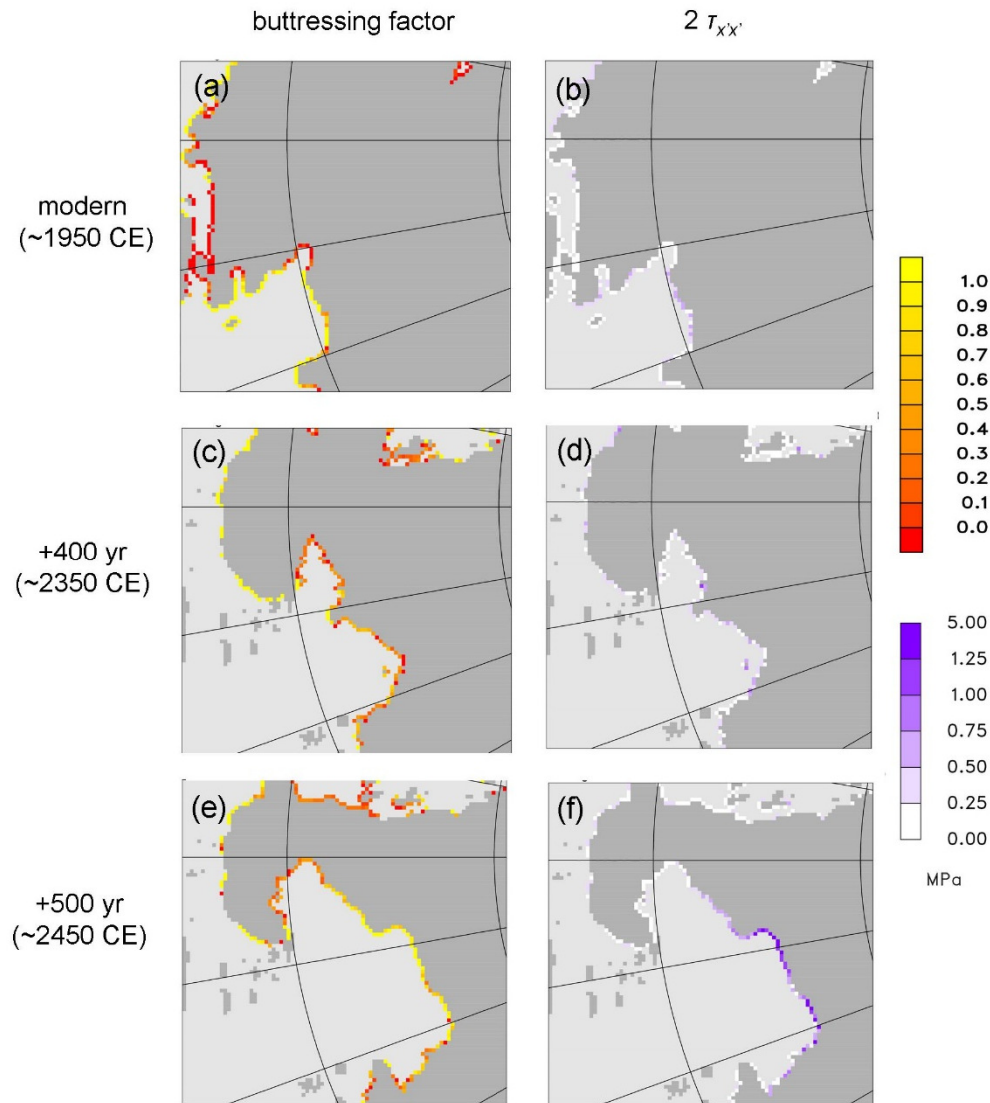 buttressing factor
2 τx'x'
(a)
(b)
modern
(~1950 CE)
1.0
0.9
0.8
0.7
0.6
0.5
0.4
0.3
0.2
0.1
0.0
(c)
(d)
+400 yr
(~2350 CE)
5.00
1.25
1.00
0.75
0.50
0.25
0.00
MPa
(e)
(f)
+500 yr
(~2450 CE)